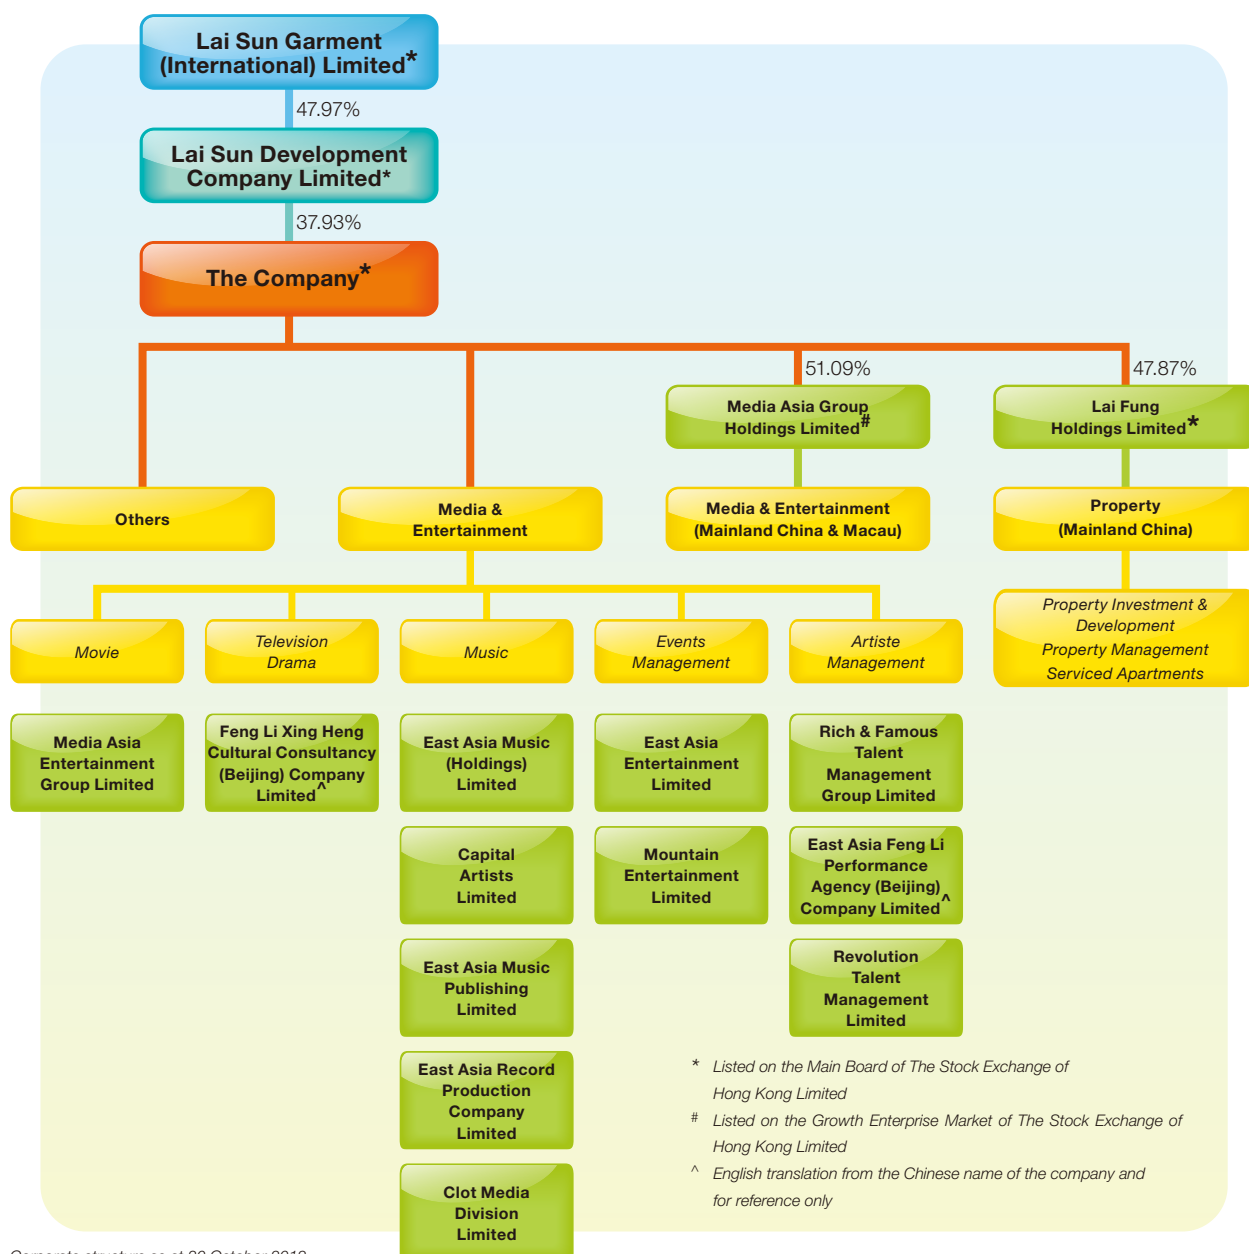 Lai Sun Garment
(International) Limited*
47.97%
Lai Sun Development
Company Limited*
37.93%
The Company*
51.09%
47.87%
Media Asia Group
Holdings Limited#
Lai Fung
Holdings Limited*
Others
Media &
Entertainment
Media & Entertainment
(Mainland China & Macau)
Property
(Mainland China)
Movie
Television
Drama
Music
Events
Management
Artiste
Management
Property Investment &
Development
Property Management
Serviced Apartments
Media Asia
Entertainment
Group Limited
Feng Li Xing Heng
Cultural Consultancy
(Beijing) Company
Limited^
East Asia Music
(Holdings)
Limited
East Asia
Entertainment
Limited
Rich & Famous
Talent
Management
Group Limited
Capital
Artists
Limited
Mountain
Entertainment
Limited
East Asia Feng Li
Performance
Agency (Beijing)
Company Limited^
East Asia Music
Publishing
Limited
Revolution
Talent
Management
Limited
East Asia Record
Production
Company
Limited
Clot Media
Division
Limited
* Listed on the Main Board of The Stock Exchange of
Hong Kong Limited
# Listed on the Growth Enterprise Market of The Stock Exchange of
Hong Kong Limited
^ English translation from the Chinese name of the company and
for reference only